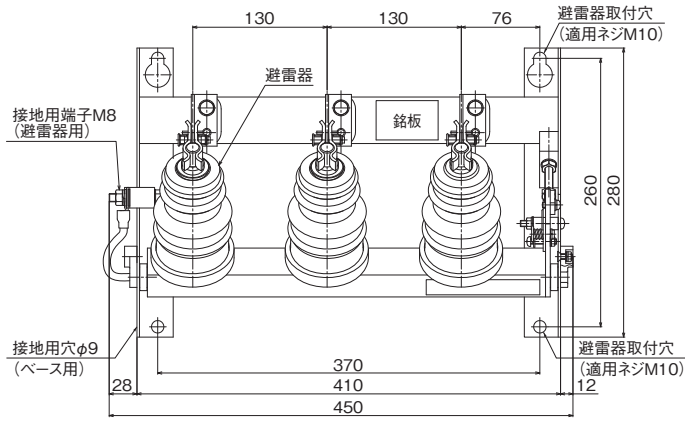 130
130
76
避雷器取付穴
(適用ネジM10)
避雷器
接地用端子M8
(避雷器用)
銘板
260
280
接地用穴φ9
(ベース用)
避雷器取付穴
(適用ネジM10)
370
28
410
12
450